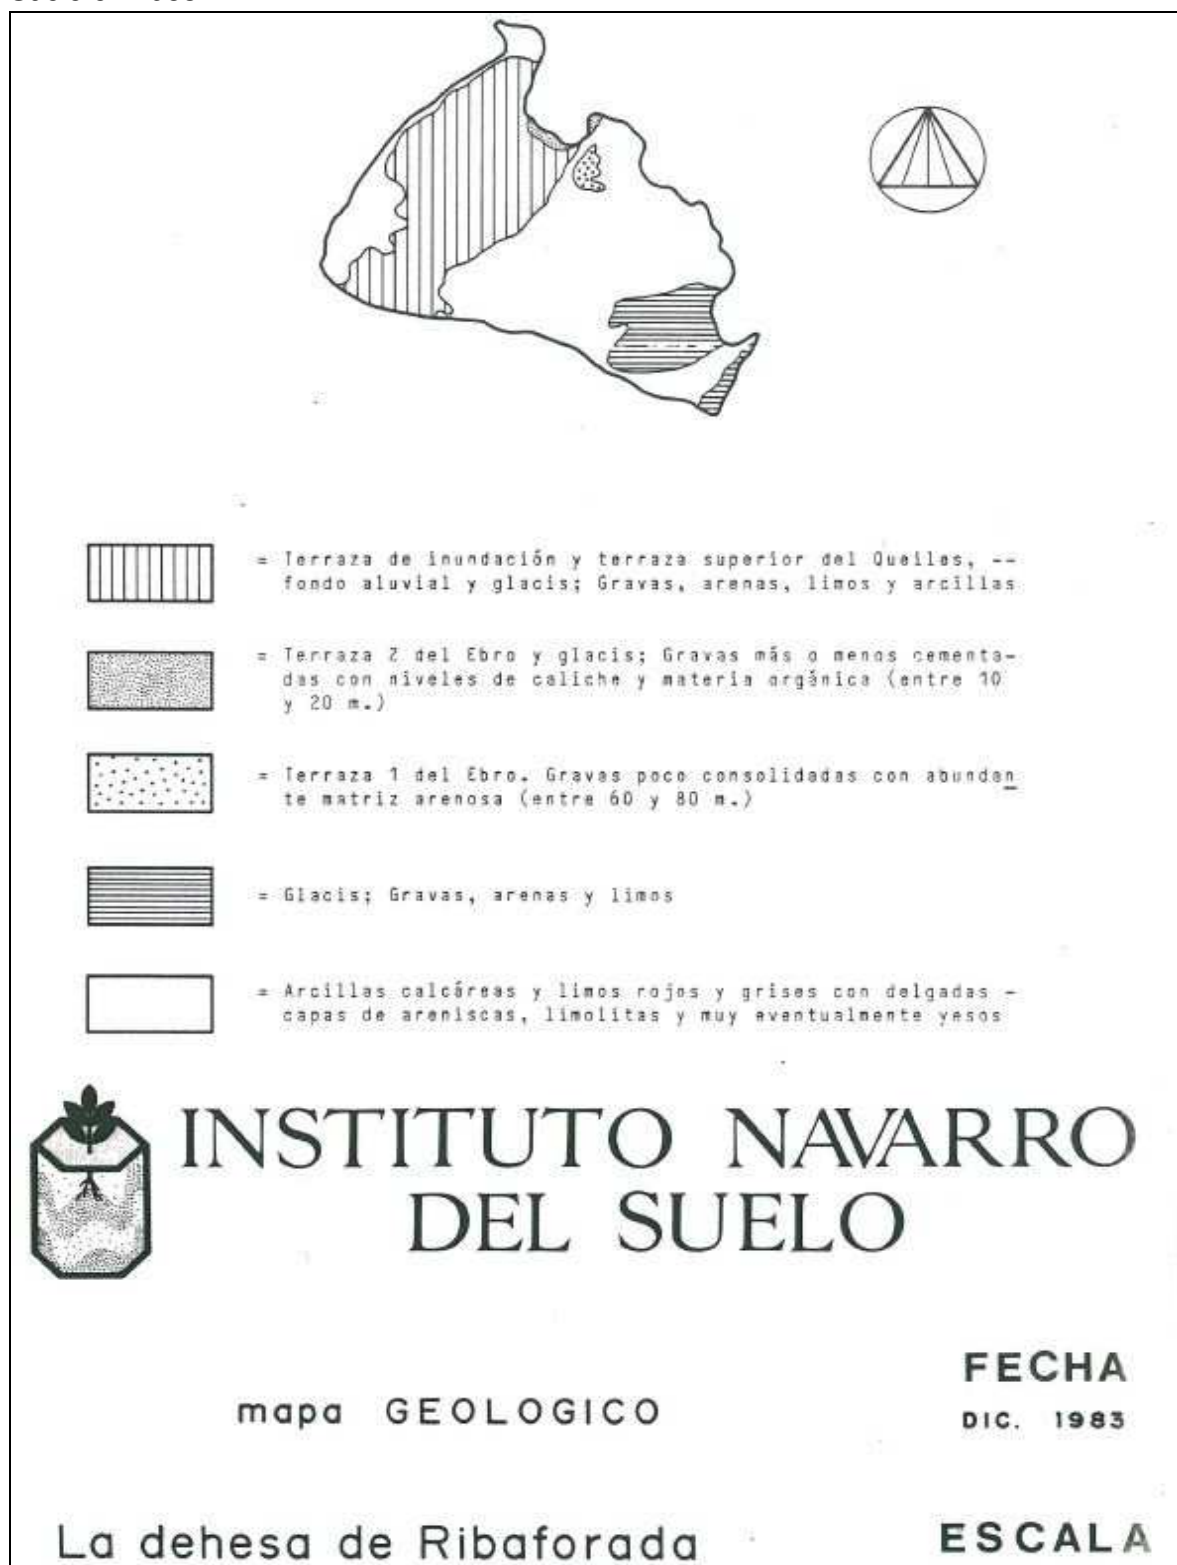 = Terraza de inundación y terraza superior del Queiles, --
fondo aluvial y glacis; Gravas, arenas, limos y arcillas
= Terraza 2 del Ebro y glacis; Gravas más o menos cementa-
das con niveles de caliche y materia orgánica (entre 10
y 20 m.)
= Terraza 1 del Ebro. Gravas poco consolidadas con abundan
te matriz arenosa (entre 60 y 80 m.)
= Glacis; Gravas, arenas y limos
= Arcillas calcáreas y limos rojos y grises con delgadas -
capas de areniscas, limolitas y muy eventualmente yesos
INSTITUTO NAVARRO
DEL SUELO
FECHA
mapa GEOLOGICO
DIC. 1983
La dehesa de Ribaforada
ESCALA